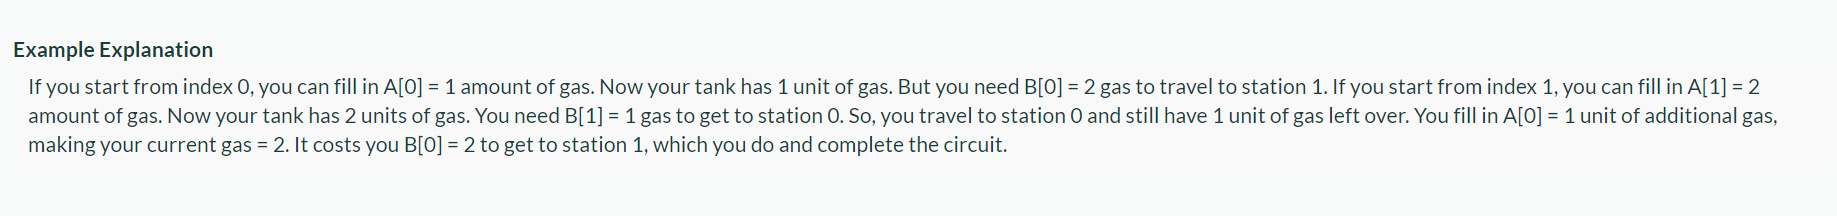 Example Explanation
If you start from index 0, you can fill in A[0] = 1 amount of gas. Now your tank has 1 unit of gas. But you need B[0] = 2 gas to travel to station 1. If you start from index 1, you can fill in A[1] = 2
amount of gas. Now your tank has 2 units of gas. You need B[1] = 1 gas to get to station 0. So, you travel to station 0 and still have 1 unit of gas left over. You fill in A[0] = 1 unit of additional gas,
making your current gas = 2. It costs you B[0] = 2 to get to station 1, which you do and complete the circuit.